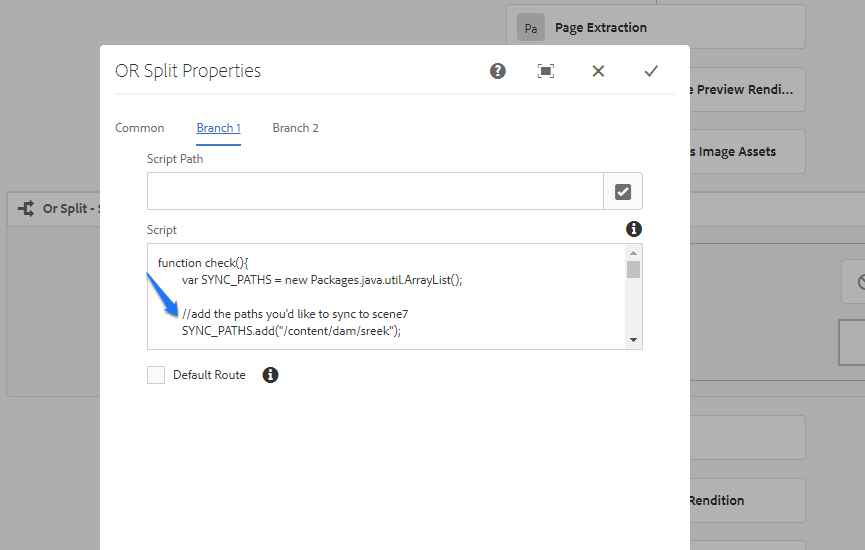 Pa Page Extraction
OR Split Properties
e Preview Rendi...
Common Branch 1 Branch 2
s Image Assets
Script Path
Or Split -
Script
function check(){
var SYNC_PATHS = new Packages.java.util.ArrayList();
//add the paths you'd like to sync to scene7
SYNC_PATHS.add("/content/dam/sreek");
Default Route
Rendition